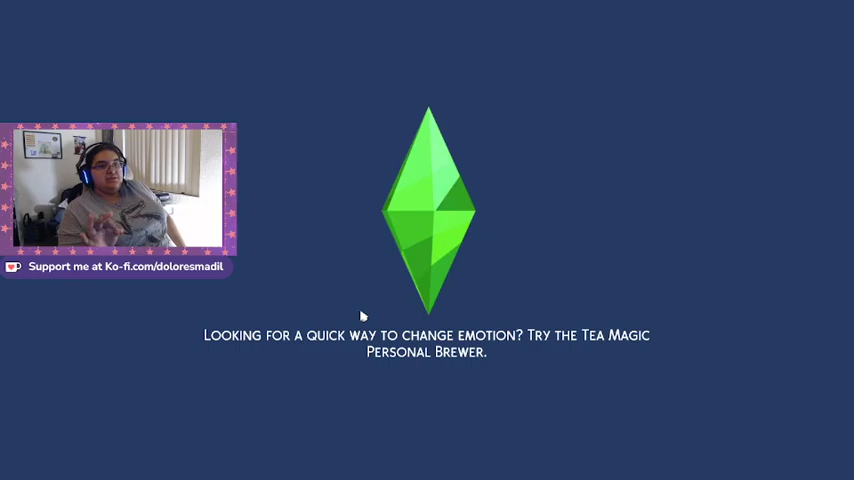 Support me at Ko-fi.com/doloresmadil
Looking for a quick way to change emotion? Try the Tea Magic
Personal Brewer.